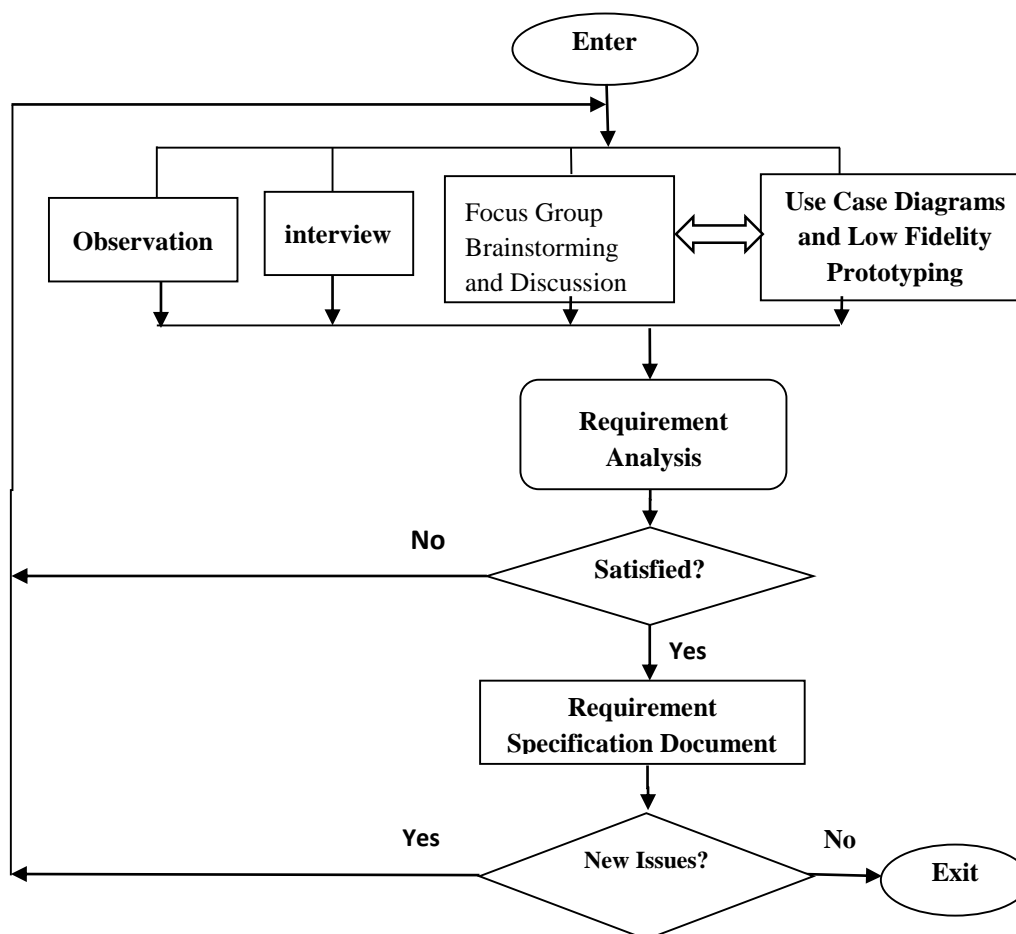 Enter
Observation
interview
Focus Group
Brainstorming
and Discussion
Use Case Diagrams
and Low Fidelity
Prototyping
Requirement
Analysis
No
Satisfied?
Yes
Requirement
Specification Document
Yes
New Issues?
No
Exit